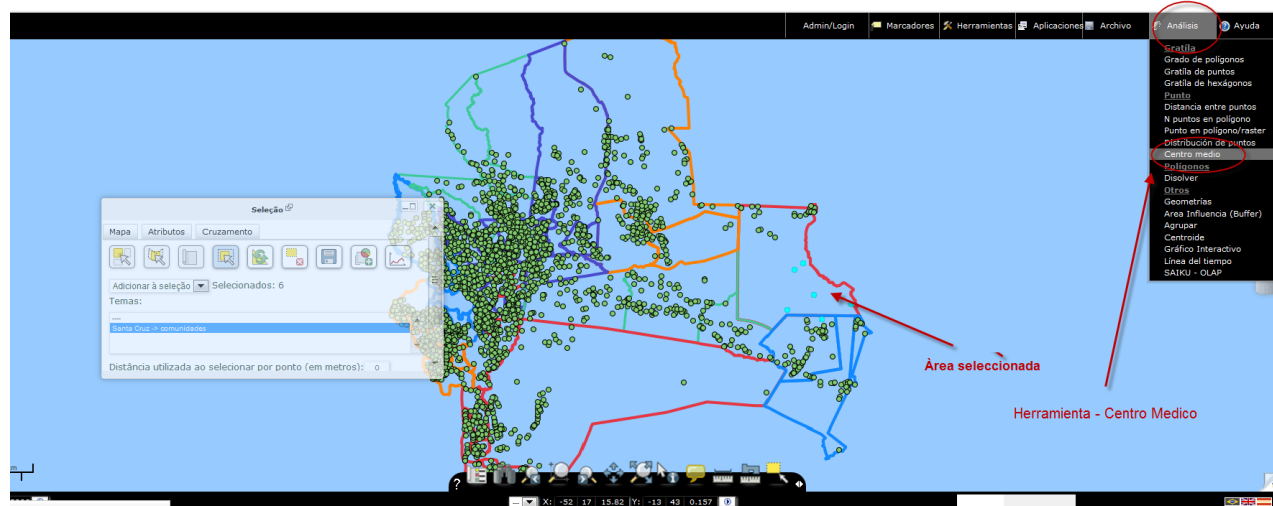 Admin/Login Marcadores Herramientas Aplicaciones Archivo Análisis Ayuda
Gratíla
Grado de polígonos
Gratíla de puntos
Gratíla de hexágonos
Punto
Distancia entre puntos
N puntos en polígono
Punto en polígono/raster
Distribución de puntos
Centro medio
Polígonos
Disolver
Otros
Geometrías
Area Influencia (Buffer)
Agrupar
Centroide
Gráfico Interactivo
Línea del tiempo
SAIKU - OLAP
Seleção
Mapa Atributos Cruzamento
Adicionar à seleção Selecionados: 6
Temas:
---
Santa Cruz -> comunidades
Distância utilizada ao selecionar por ponto (em metros): 0
Àrea seleccionada
Herramienta - Centro Medico
?
... X: -52 17 15.82 Y: -13 43 0.157